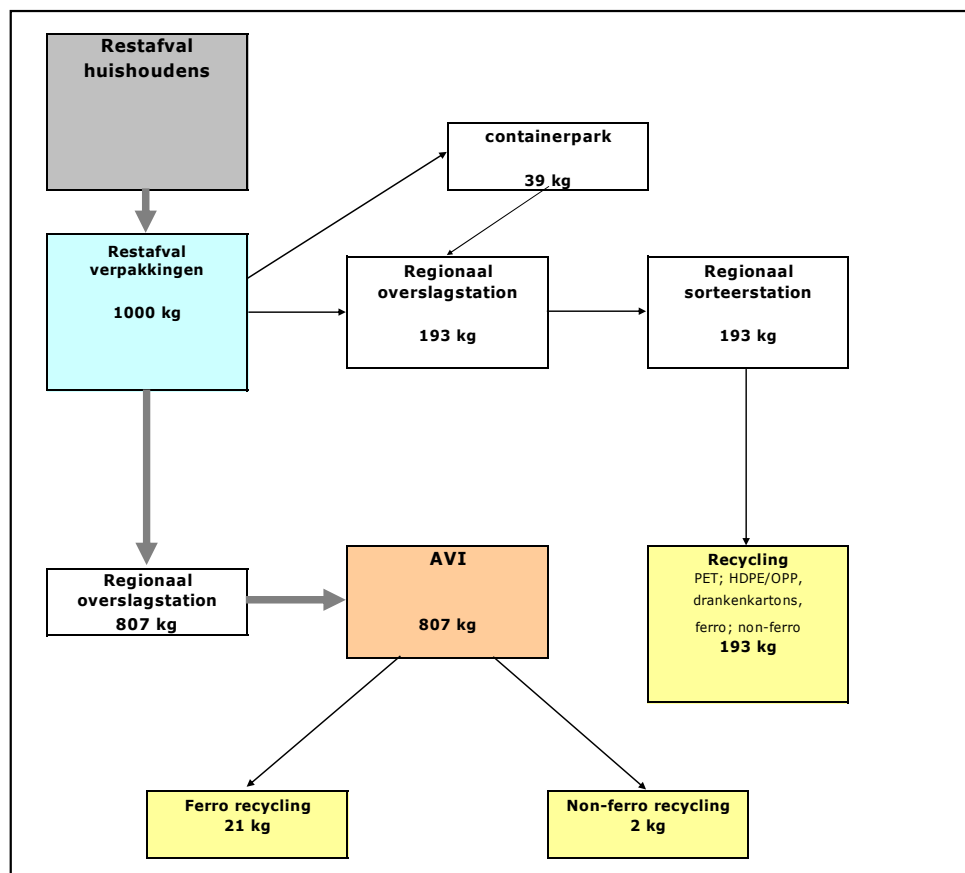 Restafval
huishoudens
containerpark
39 kg
Restafval
verpakkingen
1000 kg
Regionaal
overslagstation
193 kg
Regionaal
sorteerstation
193 kg
Regionaal
overslagstation
807 kg
AVI
807 kg
Recycling
PET; HDPE/OPP,
drankenkartons,
ferro; non-ferro
193 kg
Ferro recycling
21 kg
Non-ferro recycling
2 kg